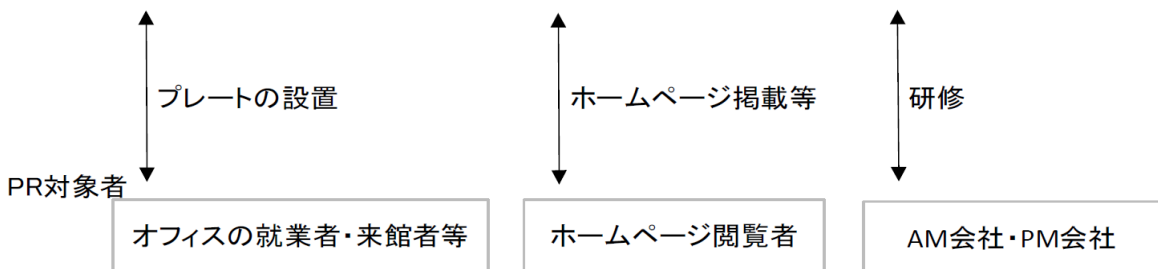 プレートの設置
ホームページ掲載等
研修
PR対象者
オフィスの就業者・来館者等
ホームページ閲覧者
AM会社・PM会社